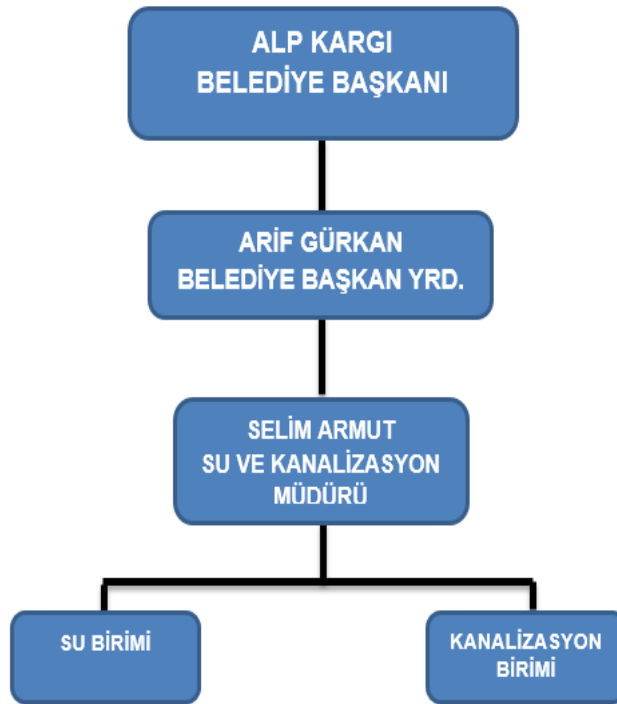 ALP KARGI
BELEDİYE BAŞKANI
ARİF GÜRKAN
BELEDİYE BAŞKAN YRD.
SELİM ARMUT
SU VE KANALİZASYON
MÜDÜRÜ
SU BİRİMİ
KANALİZASYON
BİRİMİ